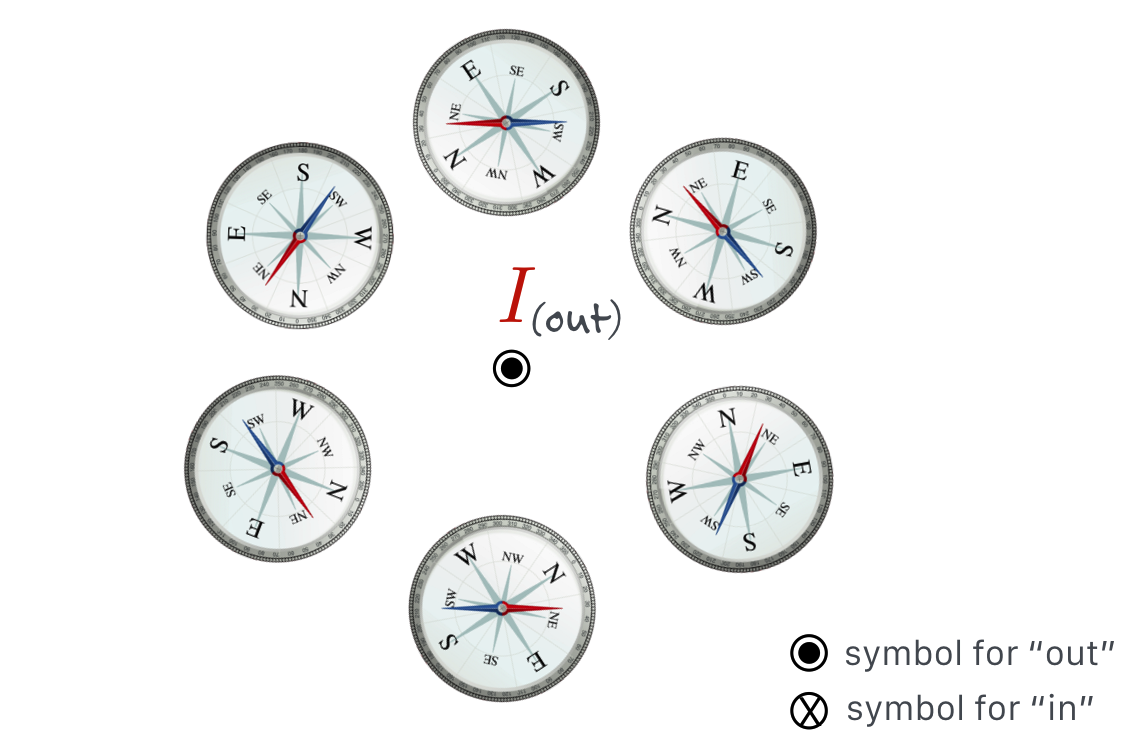 E SE S SW W NW N NE
S SW W NW N NE E SE
E SE S SW W NW N NE
I(out)
W NW N NE E SE S SW
N NE E SE S SW W NW
W NW N NE E SE S SW
symbol for “out”
symbol for “in”